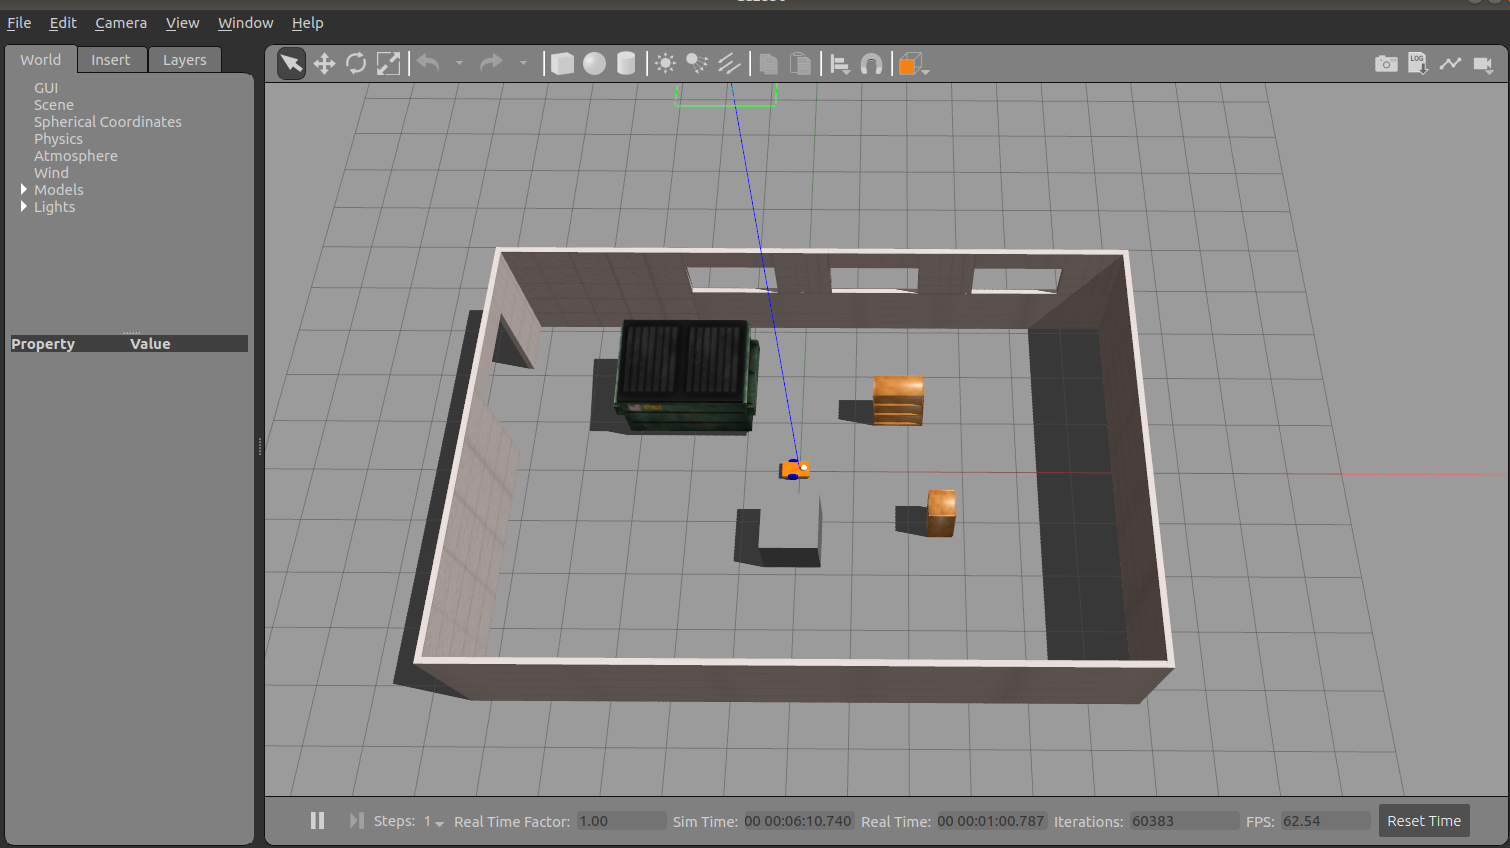 File Edit Camera View Window Help
World Insert Layers
GUI
Scene
Spherical Coordinates
Physics
Atmosphere
Wind
Models
Lights
Property Value
LOG
Steps: 1 Real Time Factor: 1.00 Sim Time: 00 00:06:10.740 Real Time: 00 00:01:00.787 Iterations: 60383 FPS: 62.54 Reset Time